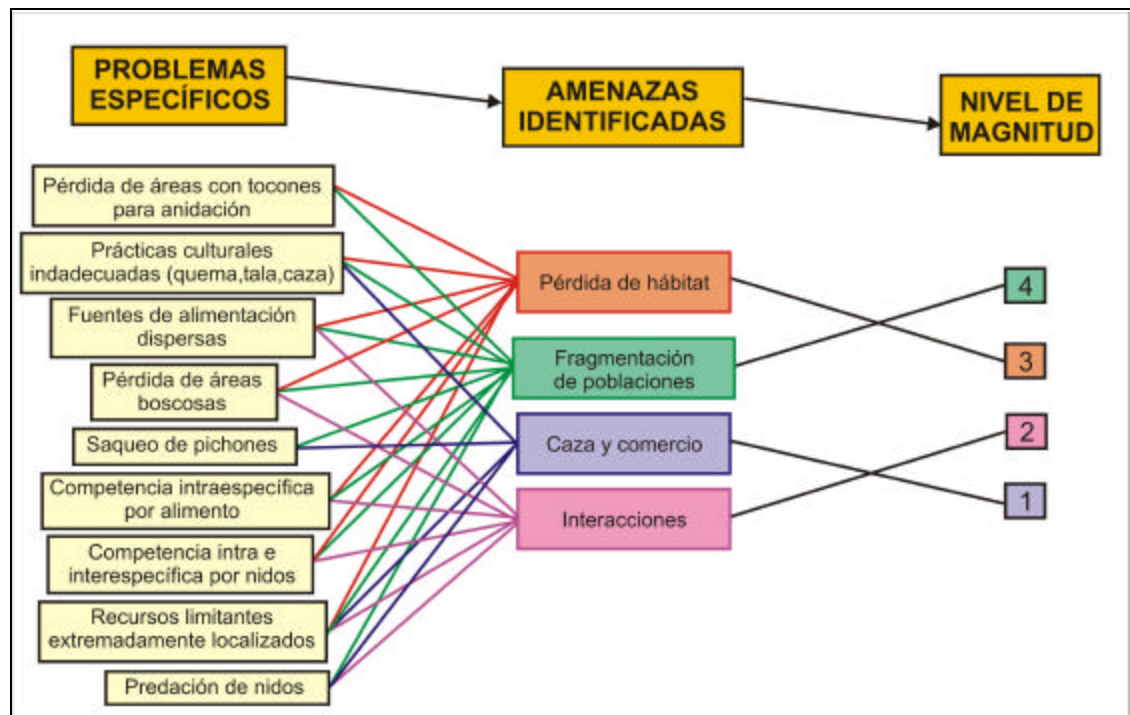 PROBLEMAS
ESPECÍFICOS
AMENAZAS
IDENTIFICADAS
NIVEL DE
MAGNITUD
Pérdida de áreas con tocones
para anidación
Prácticas culturales
indadecuadas (quema,tala,caza)
Fuentes de alimentación
dispersas
Pérdida de áreas
boscosas
Saqueo de pichones
Competencia intraespecífica
por alimento
Competencia intra e
interespecífica por nidos
Recursos limitantes
extremadamente localizados
Predación de nidos
Pérdida de hábitat
Fragmentación
de poblaciones
Caza y comercio
Interacciones
4
3
2
1